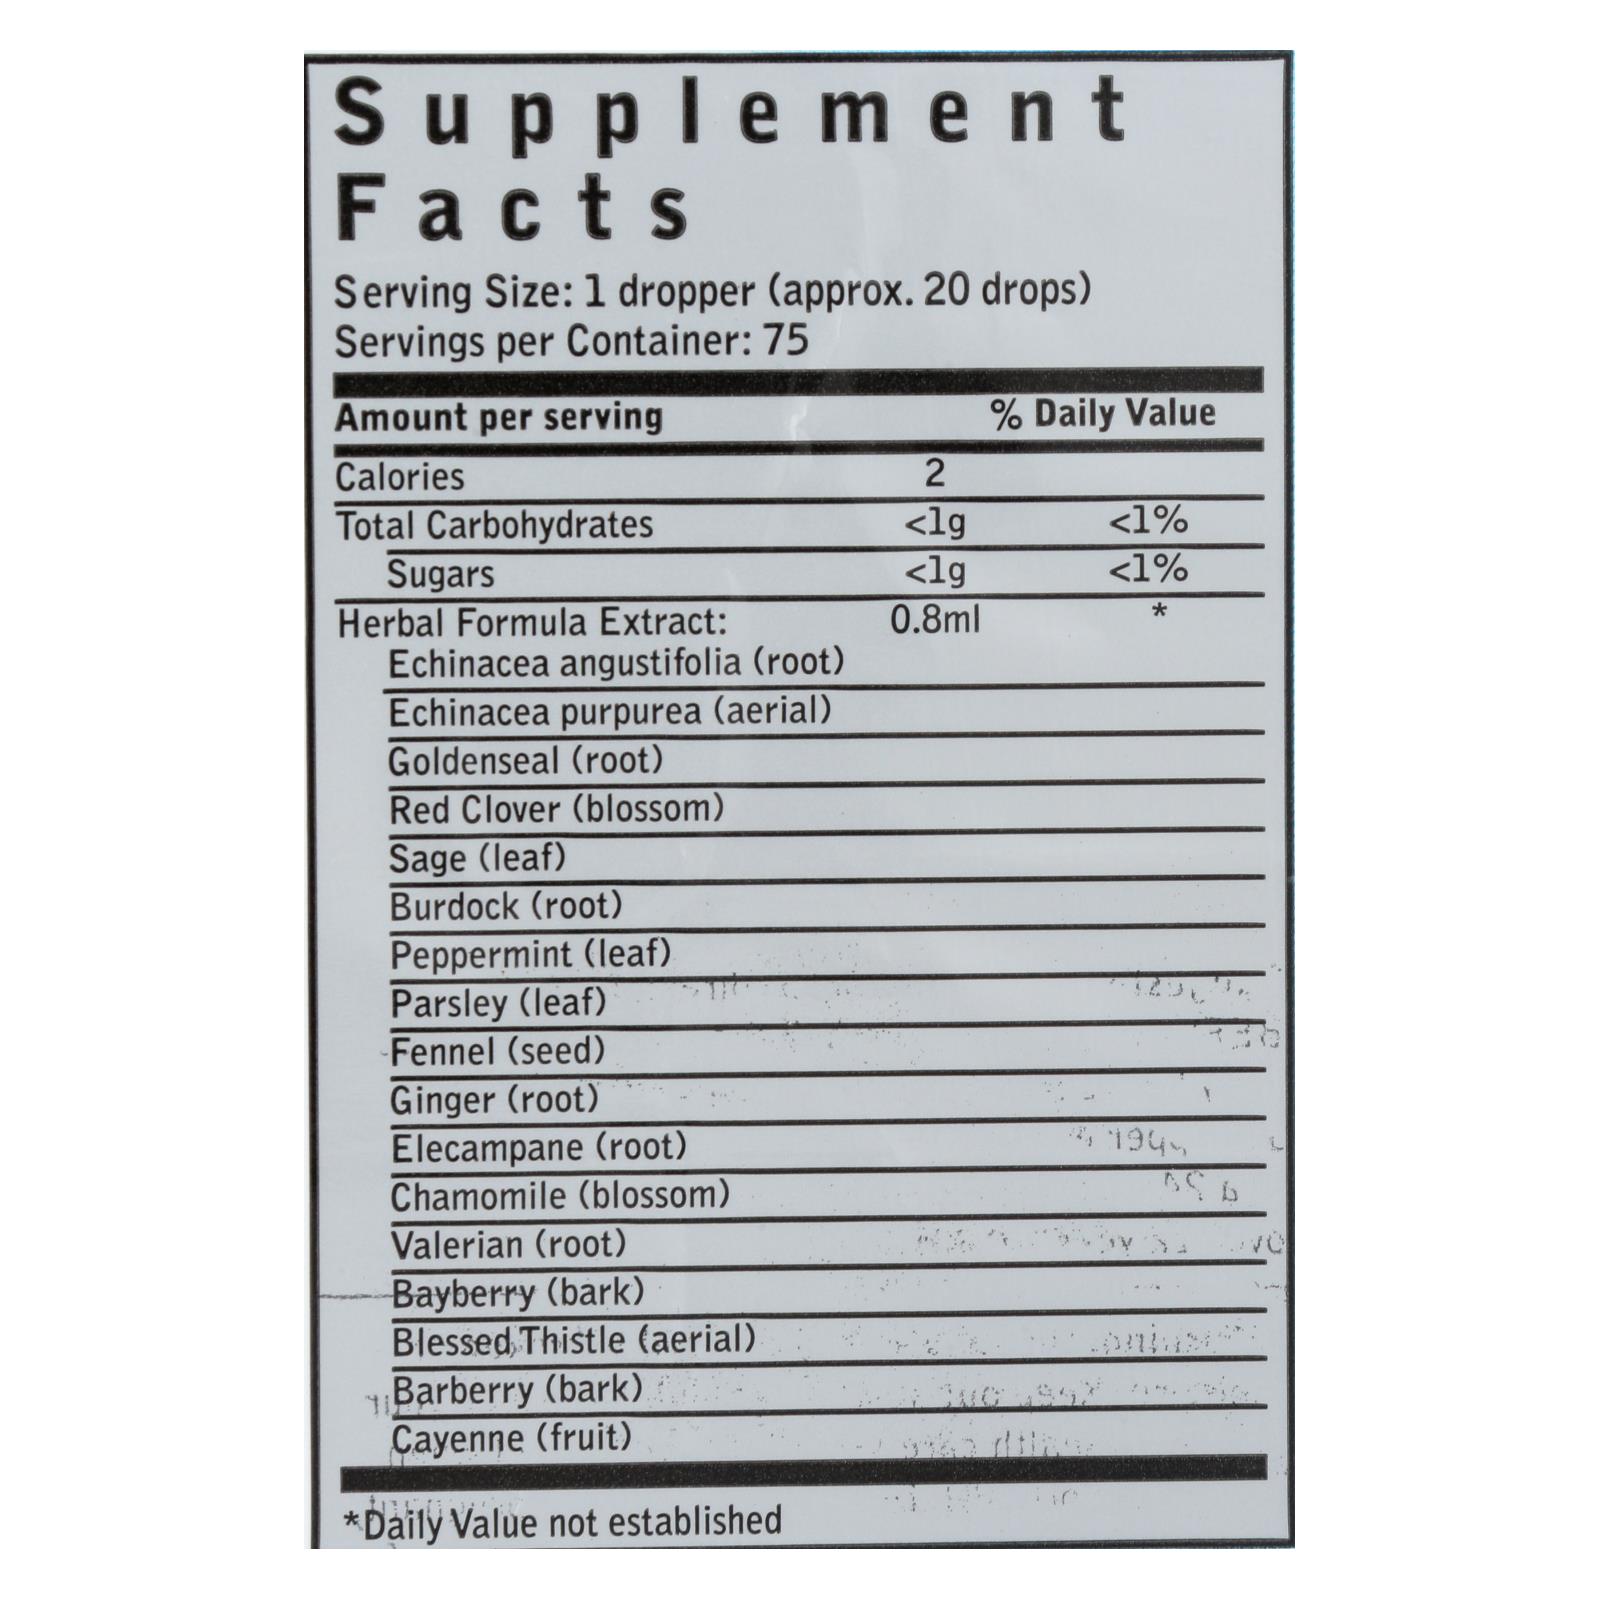 Supplement
Facts
Serving Size: 1 dropper (approx. 20 drops)
Servings per Container: 75
Amount per serving % Daily Value
Calories 2
Total Carbohydrates <1g <1%
Sugars <1g <1%
Herbal Formula Extract: 0.8ml *
Echinacea angustifolia (root)
Echinacea purpurea (aerial)
Goldenseal (root)
Red Clover (blossom)
Sage (leaf)
Burdock (root)
Peppermint (leaf)
Parsley (leaf)
Fennel (seed)
Ginger (root)
Elecampane (root)
Chamomile (blossom)
Valerian (root)
Bayberry (bark)
Blessed Thistle (aerial)
Barberry (bark)
Cayenne (fruit)
*Daily Value not established